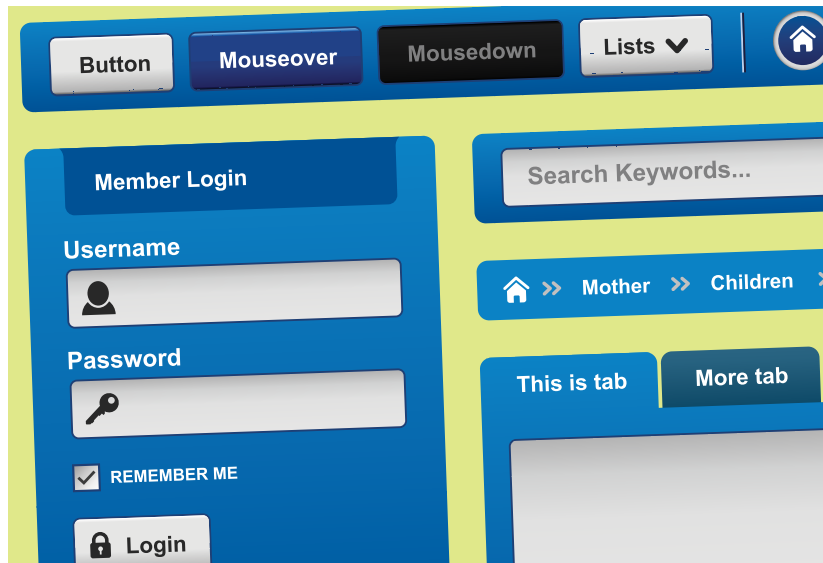 Button
Mouseover
Mousedown
Lists
Member Login
Username
Password
REMEMBER ME
Login
Search Keywords...
Mother
Children
This is tab
More tab